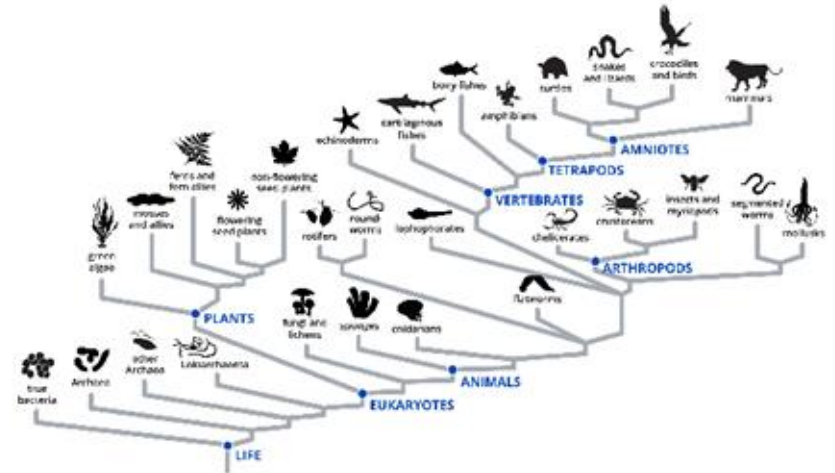 bony fishes
cartilaginous
fishes
echinoderms
amphibians
turtles
snakes
and lizards
crocodiles
and birds
mammals
AMNIOTES
TETRAPODS
VERTEBRATES
ferns and
fern allies
non-flowering
seed plants
mosses
and allies
flowering
seed plants
green
algae
rotifers
round
worms
lophophorates
chelicerates
crustaceans
insects and
myriapods
segmented
worms
mollusks
ARTHROPODS
flatworms
PLANTS
fungi and
lichens
sponges
cnidarians
ANIMALS
true
bacteria
Archaea
other
Archaea
Lokiarchaeota
EUKARYOTES
LIFE